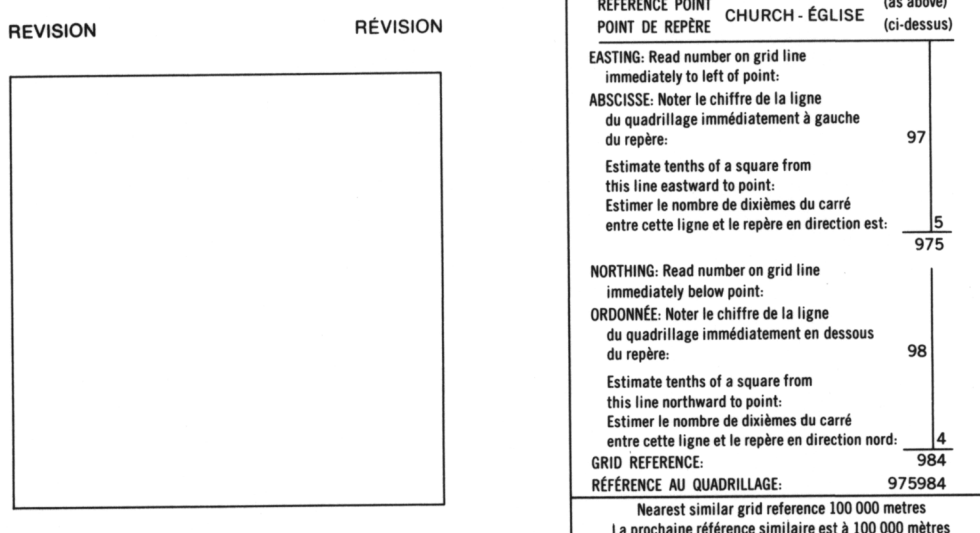 REVISION RÉVISION
REFERENCE POINT
POINT DE REPÈRE CHURCH - ÉGLISE (as above)
(ci-dessus)
EASTING: Read number on grid line
immediately to left of point:
ABSCISSE: Noter le chiffre de la ligne
du quadrillage immédiatement à gauche
du repère: 97
Estimate tenths of a square from
this line eastward to point:
Estimer le nombre de dixièmes du carré
entre cette ligne et le repère en direction est: 5
975
NORTHING: Read number on grid line
immediately below point:
ORDONNÉE: Noter le chiffre de la ligne
du quadrillage immédiatement en dessous
du repère: 98
Estimate tenths of a square from
this line northward to point:
Estimer le nombre de dixièmes du carré
entre cette ligne et le repère en direction nord: 4
GRID REFERENCE: 984
RÉFÉRENCE AU QUADRILLAGE: 975984
Nearest similar grid reference 100 000 metres
La prochaine référence similaire est à 100 000 mètres